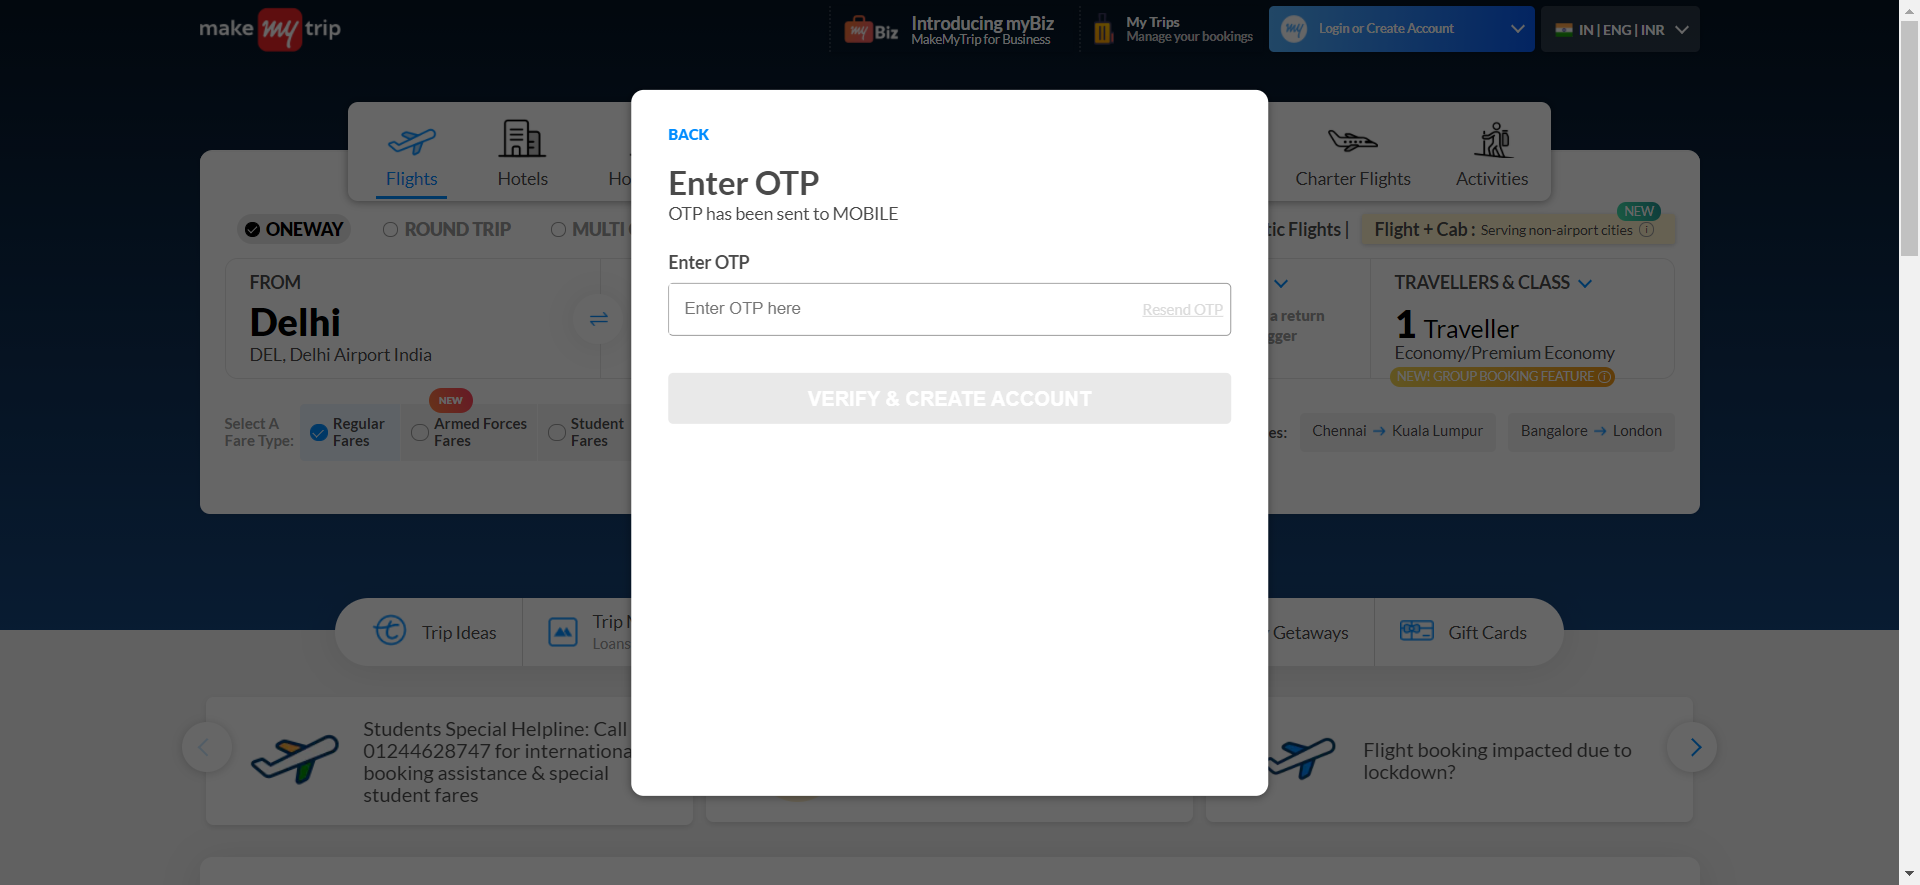 make my trip
my Biz
Introducing myBiz
MakeMyTrip for Business
My Trips
Manage your bookings
my
Login or Create Account
IN | ENG | INR
Flights
Hotels
Ho
Charter Flights
Activities
BACK
Enter OTP
OTP has been sent to MOBILE
Enter OTP
Enter OTP here
Resend OTP
VERIFY & CREATE ACCOUNT
ONEWAY
ROUND TRIP
MULTI
tic Flights |
NEW
Flight + Cab : Serving non-airport cities
FROM
Delhi
DEL, Delhi Airport India
a return
gger
TRAVELLERS & CLASS
1 Traveller
Economy/Premium Economy
NEW! GROUP BOOKING FEATURE
Select A
Fare Type:
Regular
Fares
NEW
Armed Forces
Fares
Student
Fares
es:
Chennai → Kuala Lumpur
Bangalore → London
Trip Ideas
Trip
Loans
Getaways
Gift Cards
Students Special Helpline: Call
01244628747 for internationa
booking assistance & special
student fares
Flight booking impacted due to
lockdown?